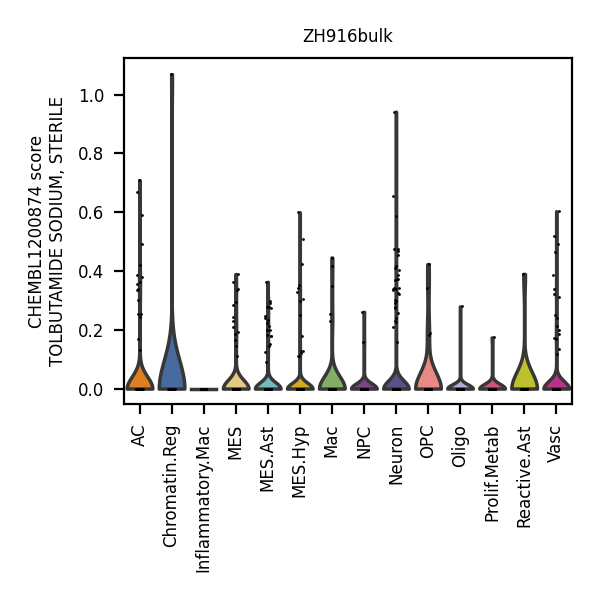 ZH916bulk
CHEMBL1200874 score
TOLBUTAMIDE SODIUM, STERILE
1.0
0.8
0.6
0.4
0.2
0.0
AC
Chromatin.Reg
Inflammatory.Mac
MES
MES.Ast
MES.Hyp
Mac
NPC
Neuron
OPC
Oligo
Prolif.Metab
Reactive.Ast
Vasc